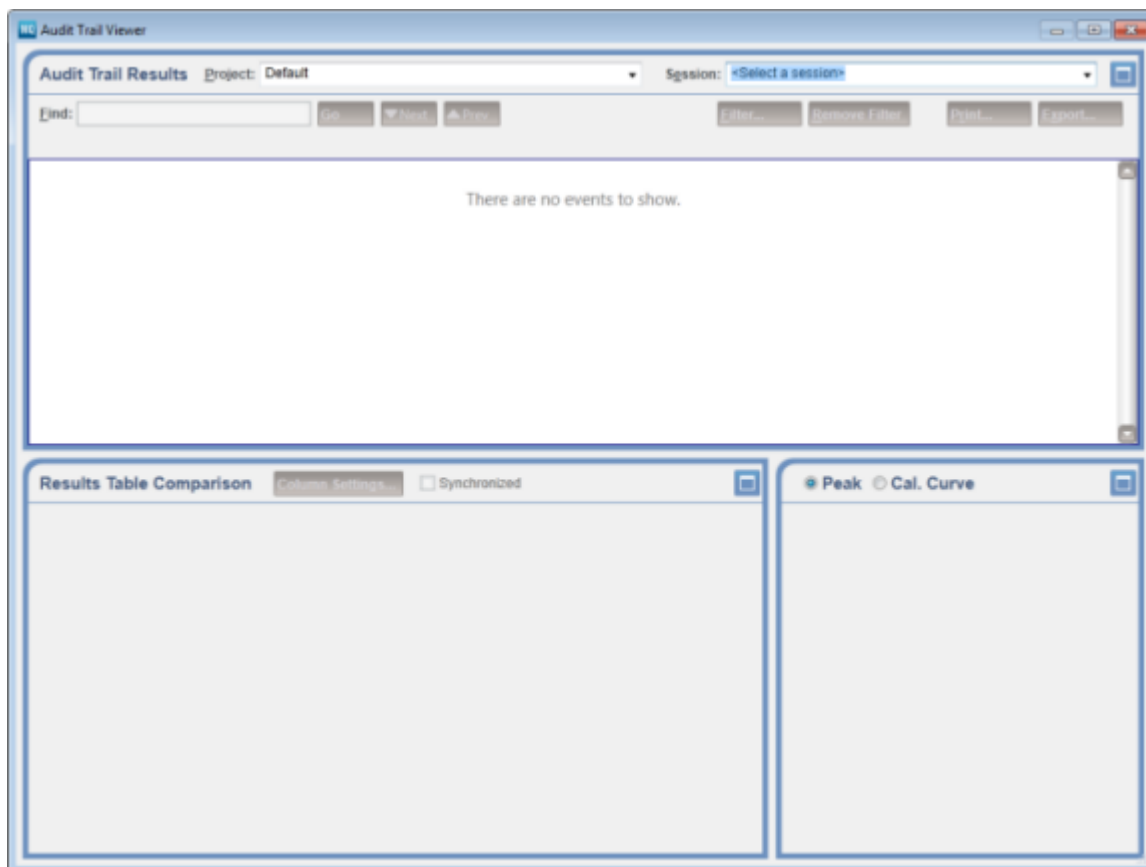 NC Audit Trail Viewer
Audit Trail Results Project: Default Session: <Select a session>
Find: Go Next Prev Filter... Remove Filter Print... Export...
There are no events to show.
Results Table Comparison Column Settings... Synchronized
Peak Cal. Curve